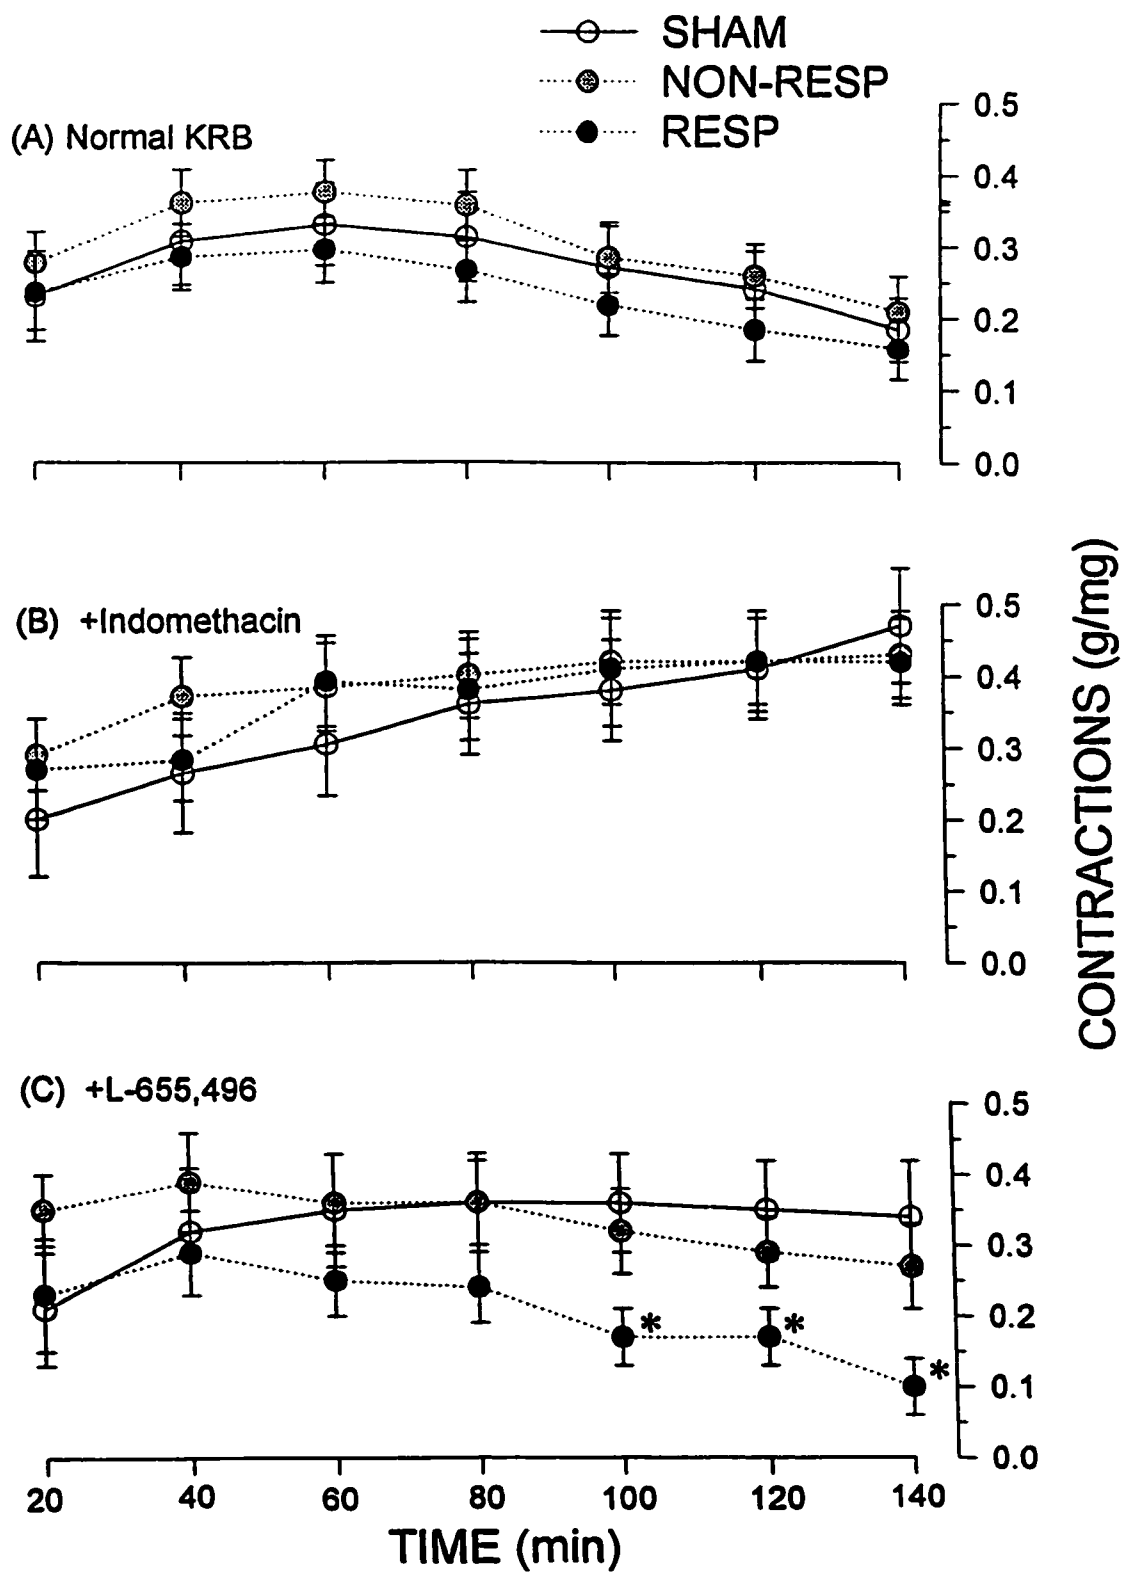 SHAM
NON-RESP
RESP
(A) Normal KRB
0.5
0.4
0.3
0.2
0.1
0.0
(B) +Indomethacin
0.5
0.4
0.3
0.2
0.1
0.0
CONTRACTIONS (g/mg)
(C) +L-655,496
0.5
0.4
0.3
0.2
0.1
0.0
*
*
*
20 40 60 80 100 120 140
TIME (min)